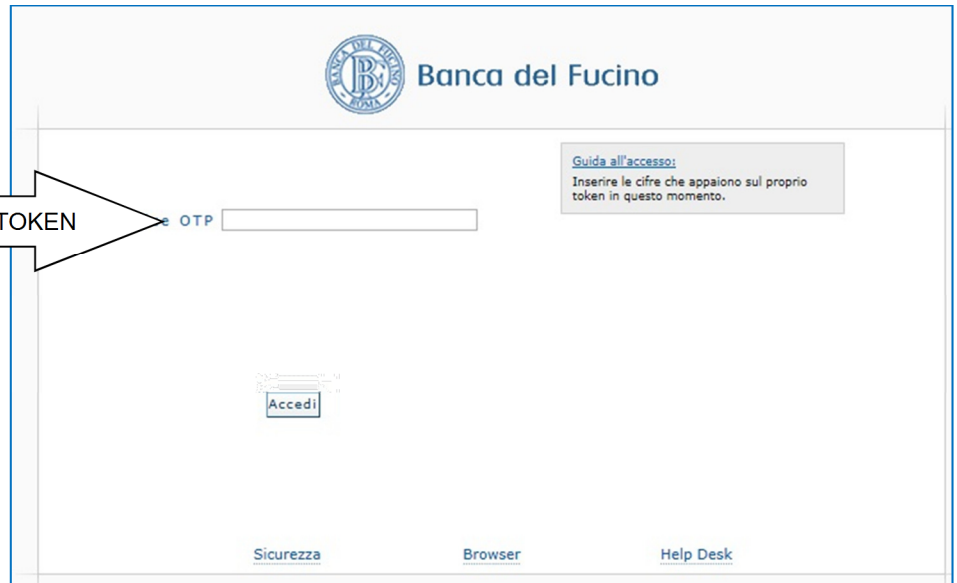 BANCA DEL FUCINO
ROMA
Banca del Fucino
Guida all'accesso:
Inserire le cifre che appaiono sul proprio
token in questo momento.
TOKEN
e OTP
Accedi
Sicurezza
Browser
Help Desk